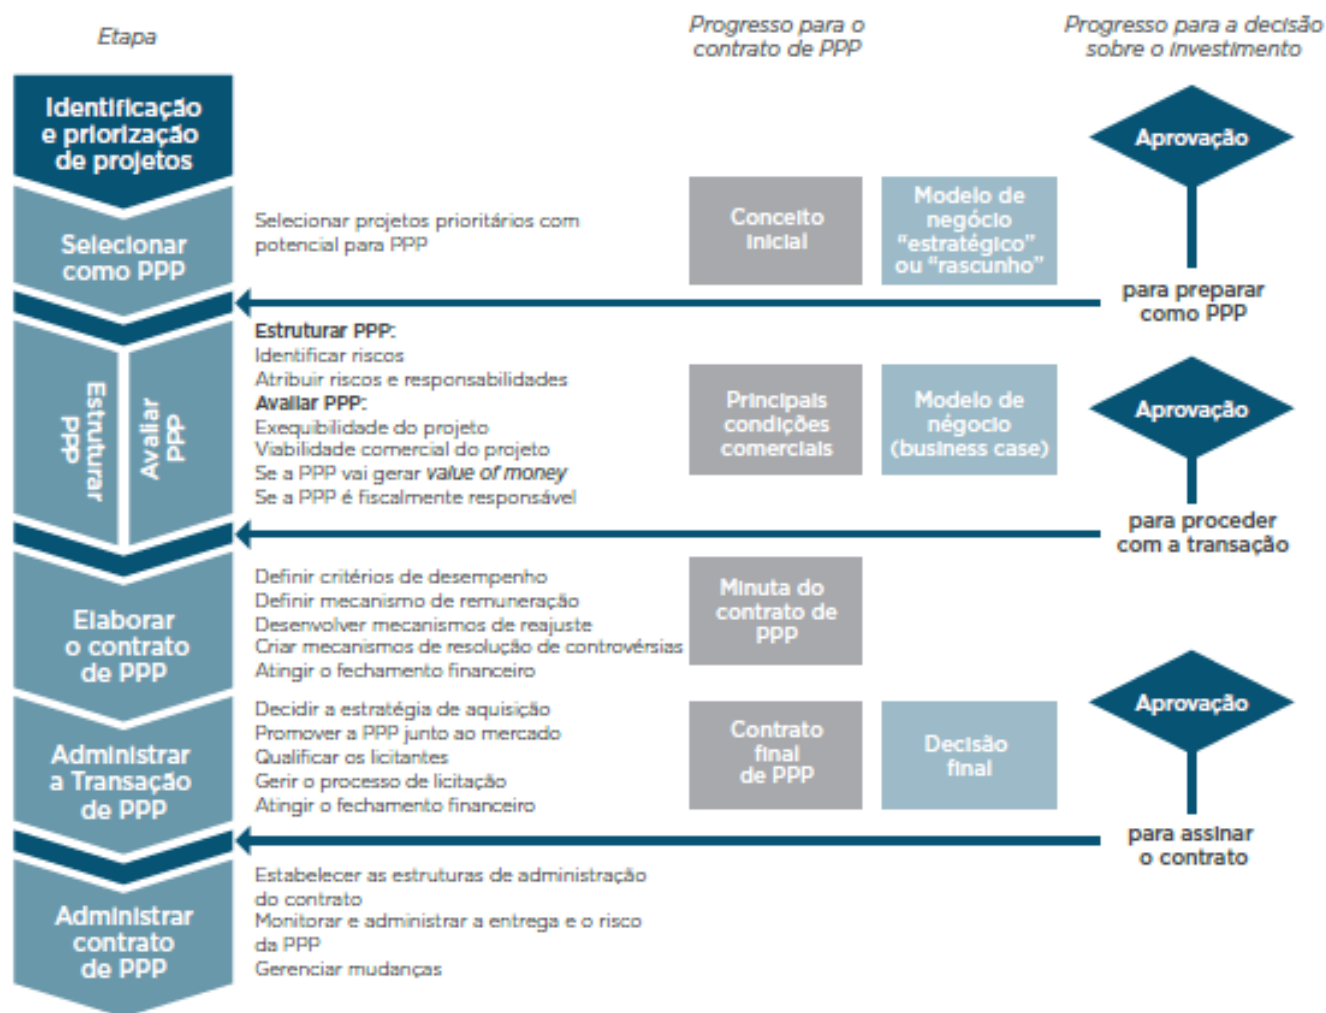 Etapa
Progresso para o
contrato de PPP
Progresso para a decisão
sobre o investimento
Identificação
e priorização
de projetos
Aprovação
Selecionar
como PPP
Selecionar projetos prioritários com
potencial para PPP
Conceito
inicial
Modelo de
negócio
“estratégico”
ou “rascunho”
para preparar
como PPP
Estruturar
PPP
Avaliar
PPP
Estruturar PPP:
Identificar riscos
Atribuir riscos e responsabilidades
Avaliar PPP:
Exequibilidade do projeto
Viabilidade comercial do projeto
Se a PPP vai gerar value of money
Se a PPP é fiscalmente responsável
Principais
condições
comerciais
Modelo de
négocio
(business case)
Aprovação
para proceder
com a transação
Elaborar
o contrato
de PPP
Definir critérios de desempenho
Definir mecanismo de remuneração
Desenvolver mecanismos de reajuste
Criar mecanismos de resolução de controvérsias
Atingir o fechamento financeiro
Minuta do
contrato de
PPP
Administrar
a Transação
de PPP
Decidir a estratégia de aquisição
Promover a PPP junto ao mercado
Qualificar os licitantes
Gerir o processo de licitação
Atingir o fechamento financeiro
Contrato
final
de PPP
Decisão
final
Aprovação
para assinar
o contrato
Administrar
contrato
de PPP
Estabelecer as estruturas de administração
do contrato
Monitorar e administrar a entrega e o risco
da PPP
Gerenciar mudanças